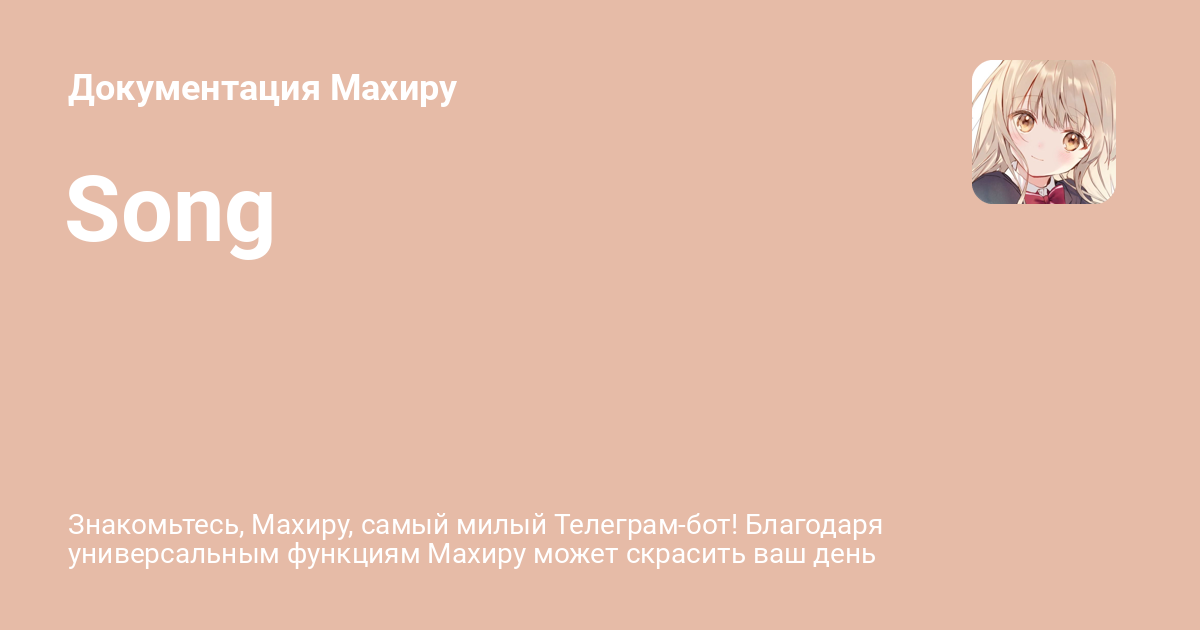 Документация Махиру
Song
Знакомьтесь, Махиру, самый милый Телеграм-бот! Благодаря
универсальным функциям Махиру может скрасить ваш день